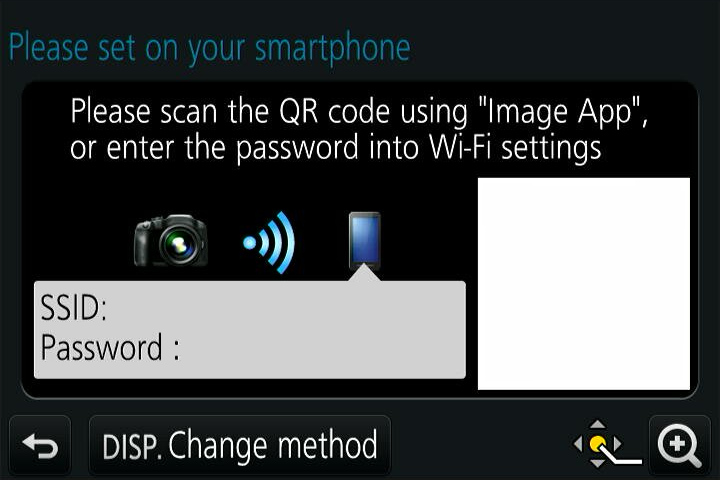 Please set on your smartphone
Please scan the QR code using "Image App",
or enter the password into Wi-Fi settings
SSID:
Password :
DISP. Change method